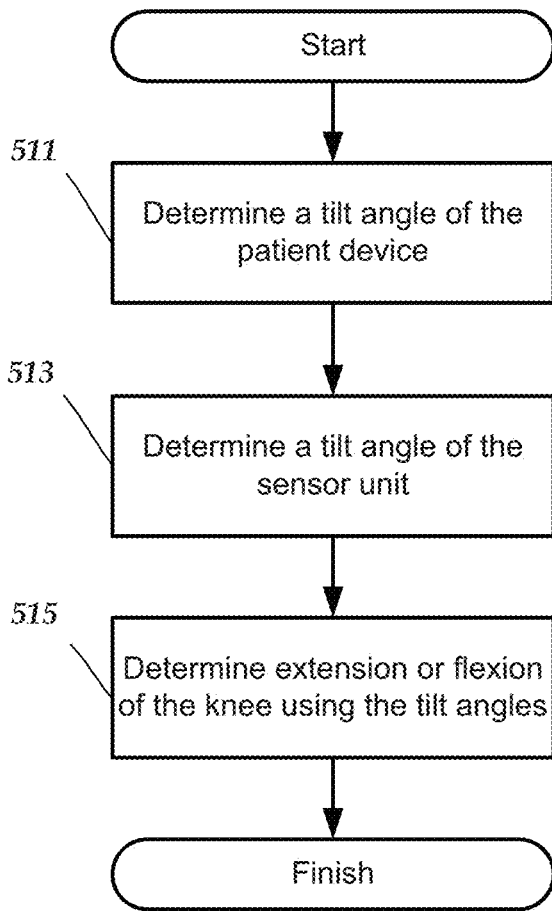 Start
511
Determine a tilt angle of the
patient device
513
Determine a tilt angle of the
sensor unit
515
Determine extension or flexion
of the knee using the tilt angles
Finish